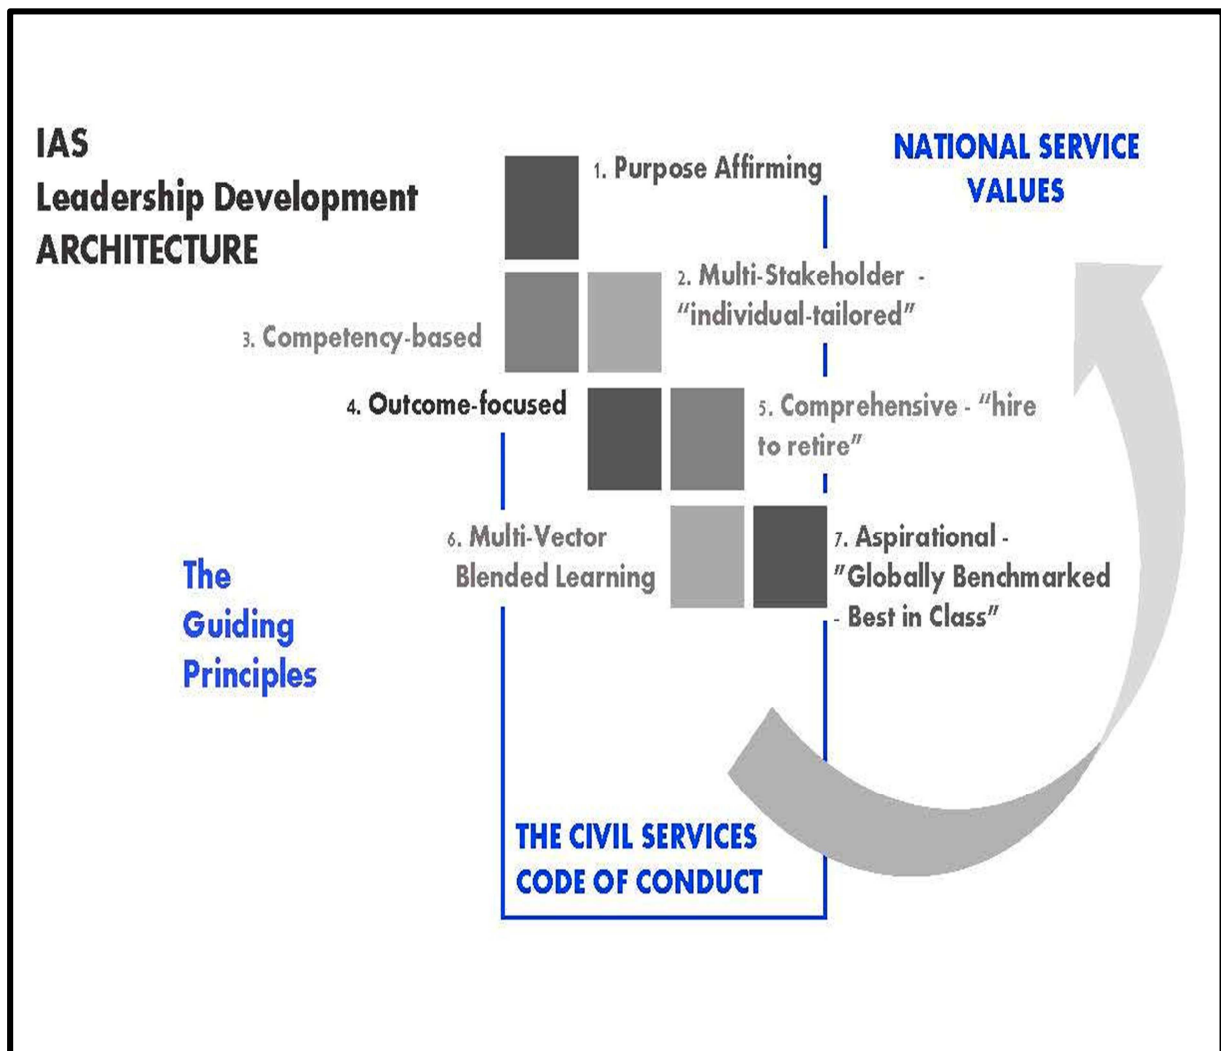 IAS
Leadership Development
ARCHITECTURE
NATIONAL SERVICE
VALUES
1. Purpose Affirming
2. Multi-Stakeholder -
“individual-tailored”
3. Competency-based
4. Outcome-focused
5. Comprehensive - “hire
to retire”
6. Multi-Vector
Blended Learning
7. Aspirational -
”Globally Benchmarked
- Best in Class”
The
Guiding
Principles
THE CIVIL SERVICES
CODE OF CONDUCT